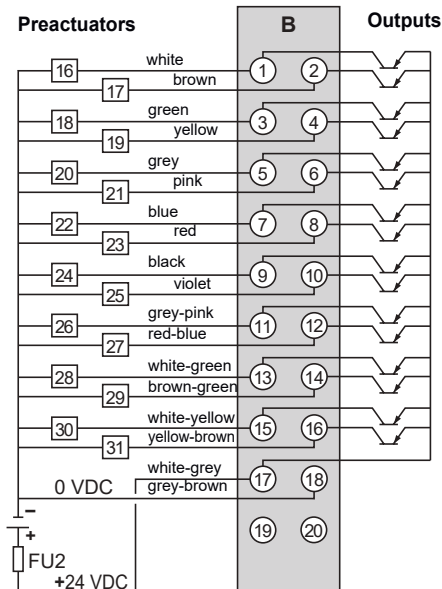 Preactuators B Outputs
16 white 1 2
17 brown
18 green 3 4
19 yellow
20 grey 5 6
21 pink
22 blue 7 8
23 red
24 black 9 10
25 violet
26 grey-pink 11 12
27 red-blue
28 white-green 13 14
29 brown-green
30 white-yellow 15 16
31 yellow-brown
white-grey 17 18
0 VDC grey-brown
- 19 20
+
FU2
+24 VDC